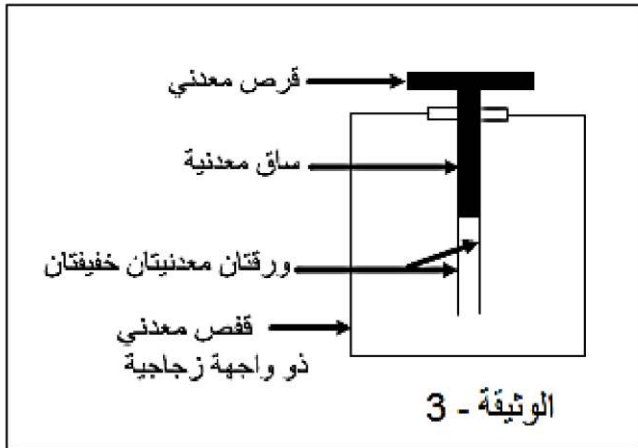 قرص معدني
ساق معدنية
ورقتان معدنيتان خفيفتان
قفص معدني
ذو واجهة زجاجية
الوثيقة - 3